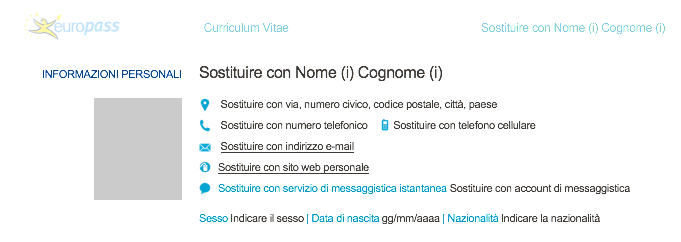 europass
Curriculum Vitae
Sostituire con Nome (i) Cognome (i)
INFORMAZIONI PERSONALI
Sostituire con Nome (i) Cognome (i)
Sostituire con via, numero civico, codice postale, città, paese
Sostituire con numero telefonico Sostituire con telefono cellulare
Sostituire con indirizzo e-mail
Sostituire con sito web personale
Sostituire con servizio di messaggistica istantanea Sostituire con account di messaggistica
Sesso Indicare il sesso | Data di nascita gg/mm/aaaa | Nazionalità Indicare la nazionalità